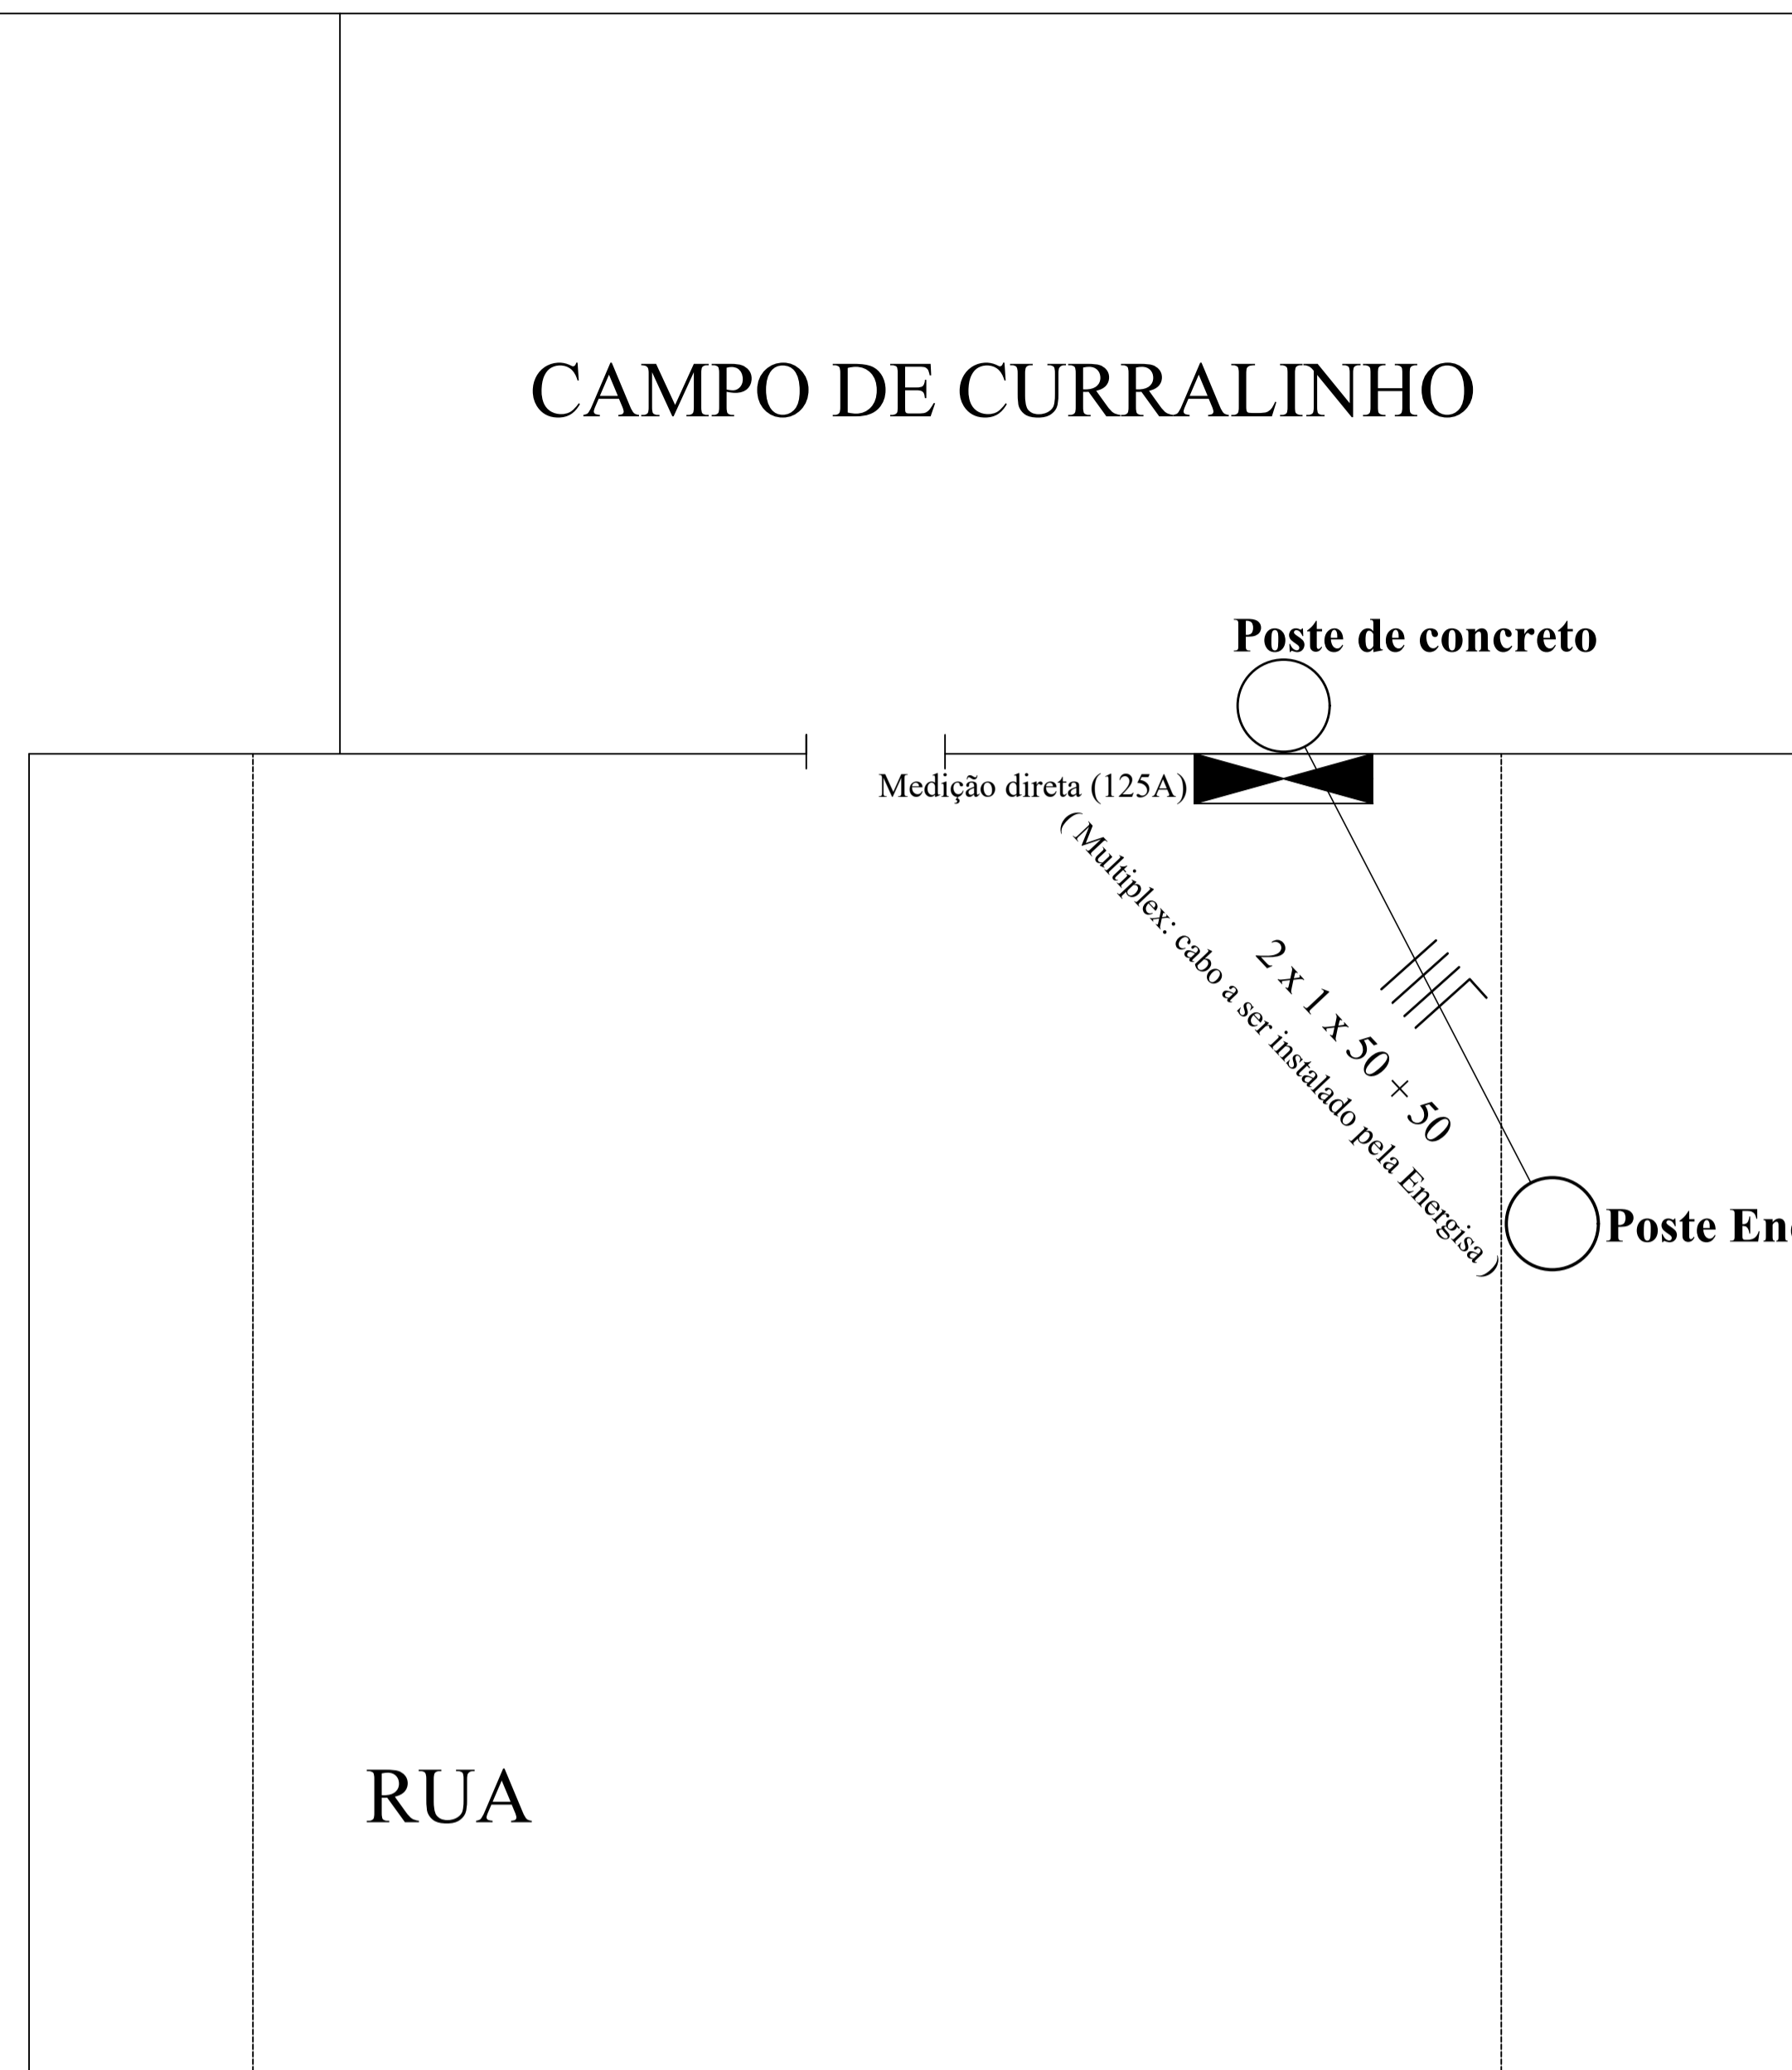 CAMPO DE CURRALINHO
Poste de concreto
Medição direta (125A)
2 x 1 x 50 + 50
( Multiplex: cabo a ser instalado pela Energisa )
Poste
RUA